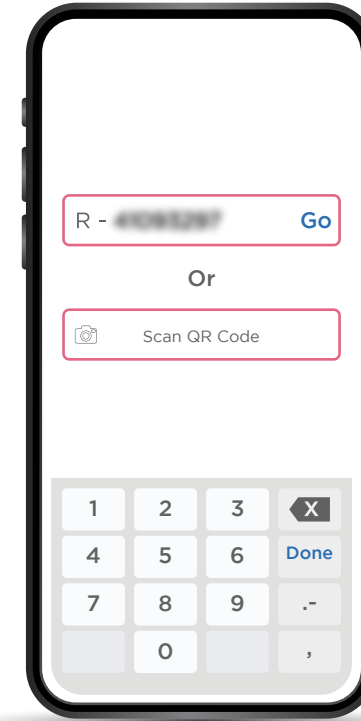 R - Go
Or
Scan QR Code
1 2 3 X
4 5 6 Done
7 8 9 .-
0 ,